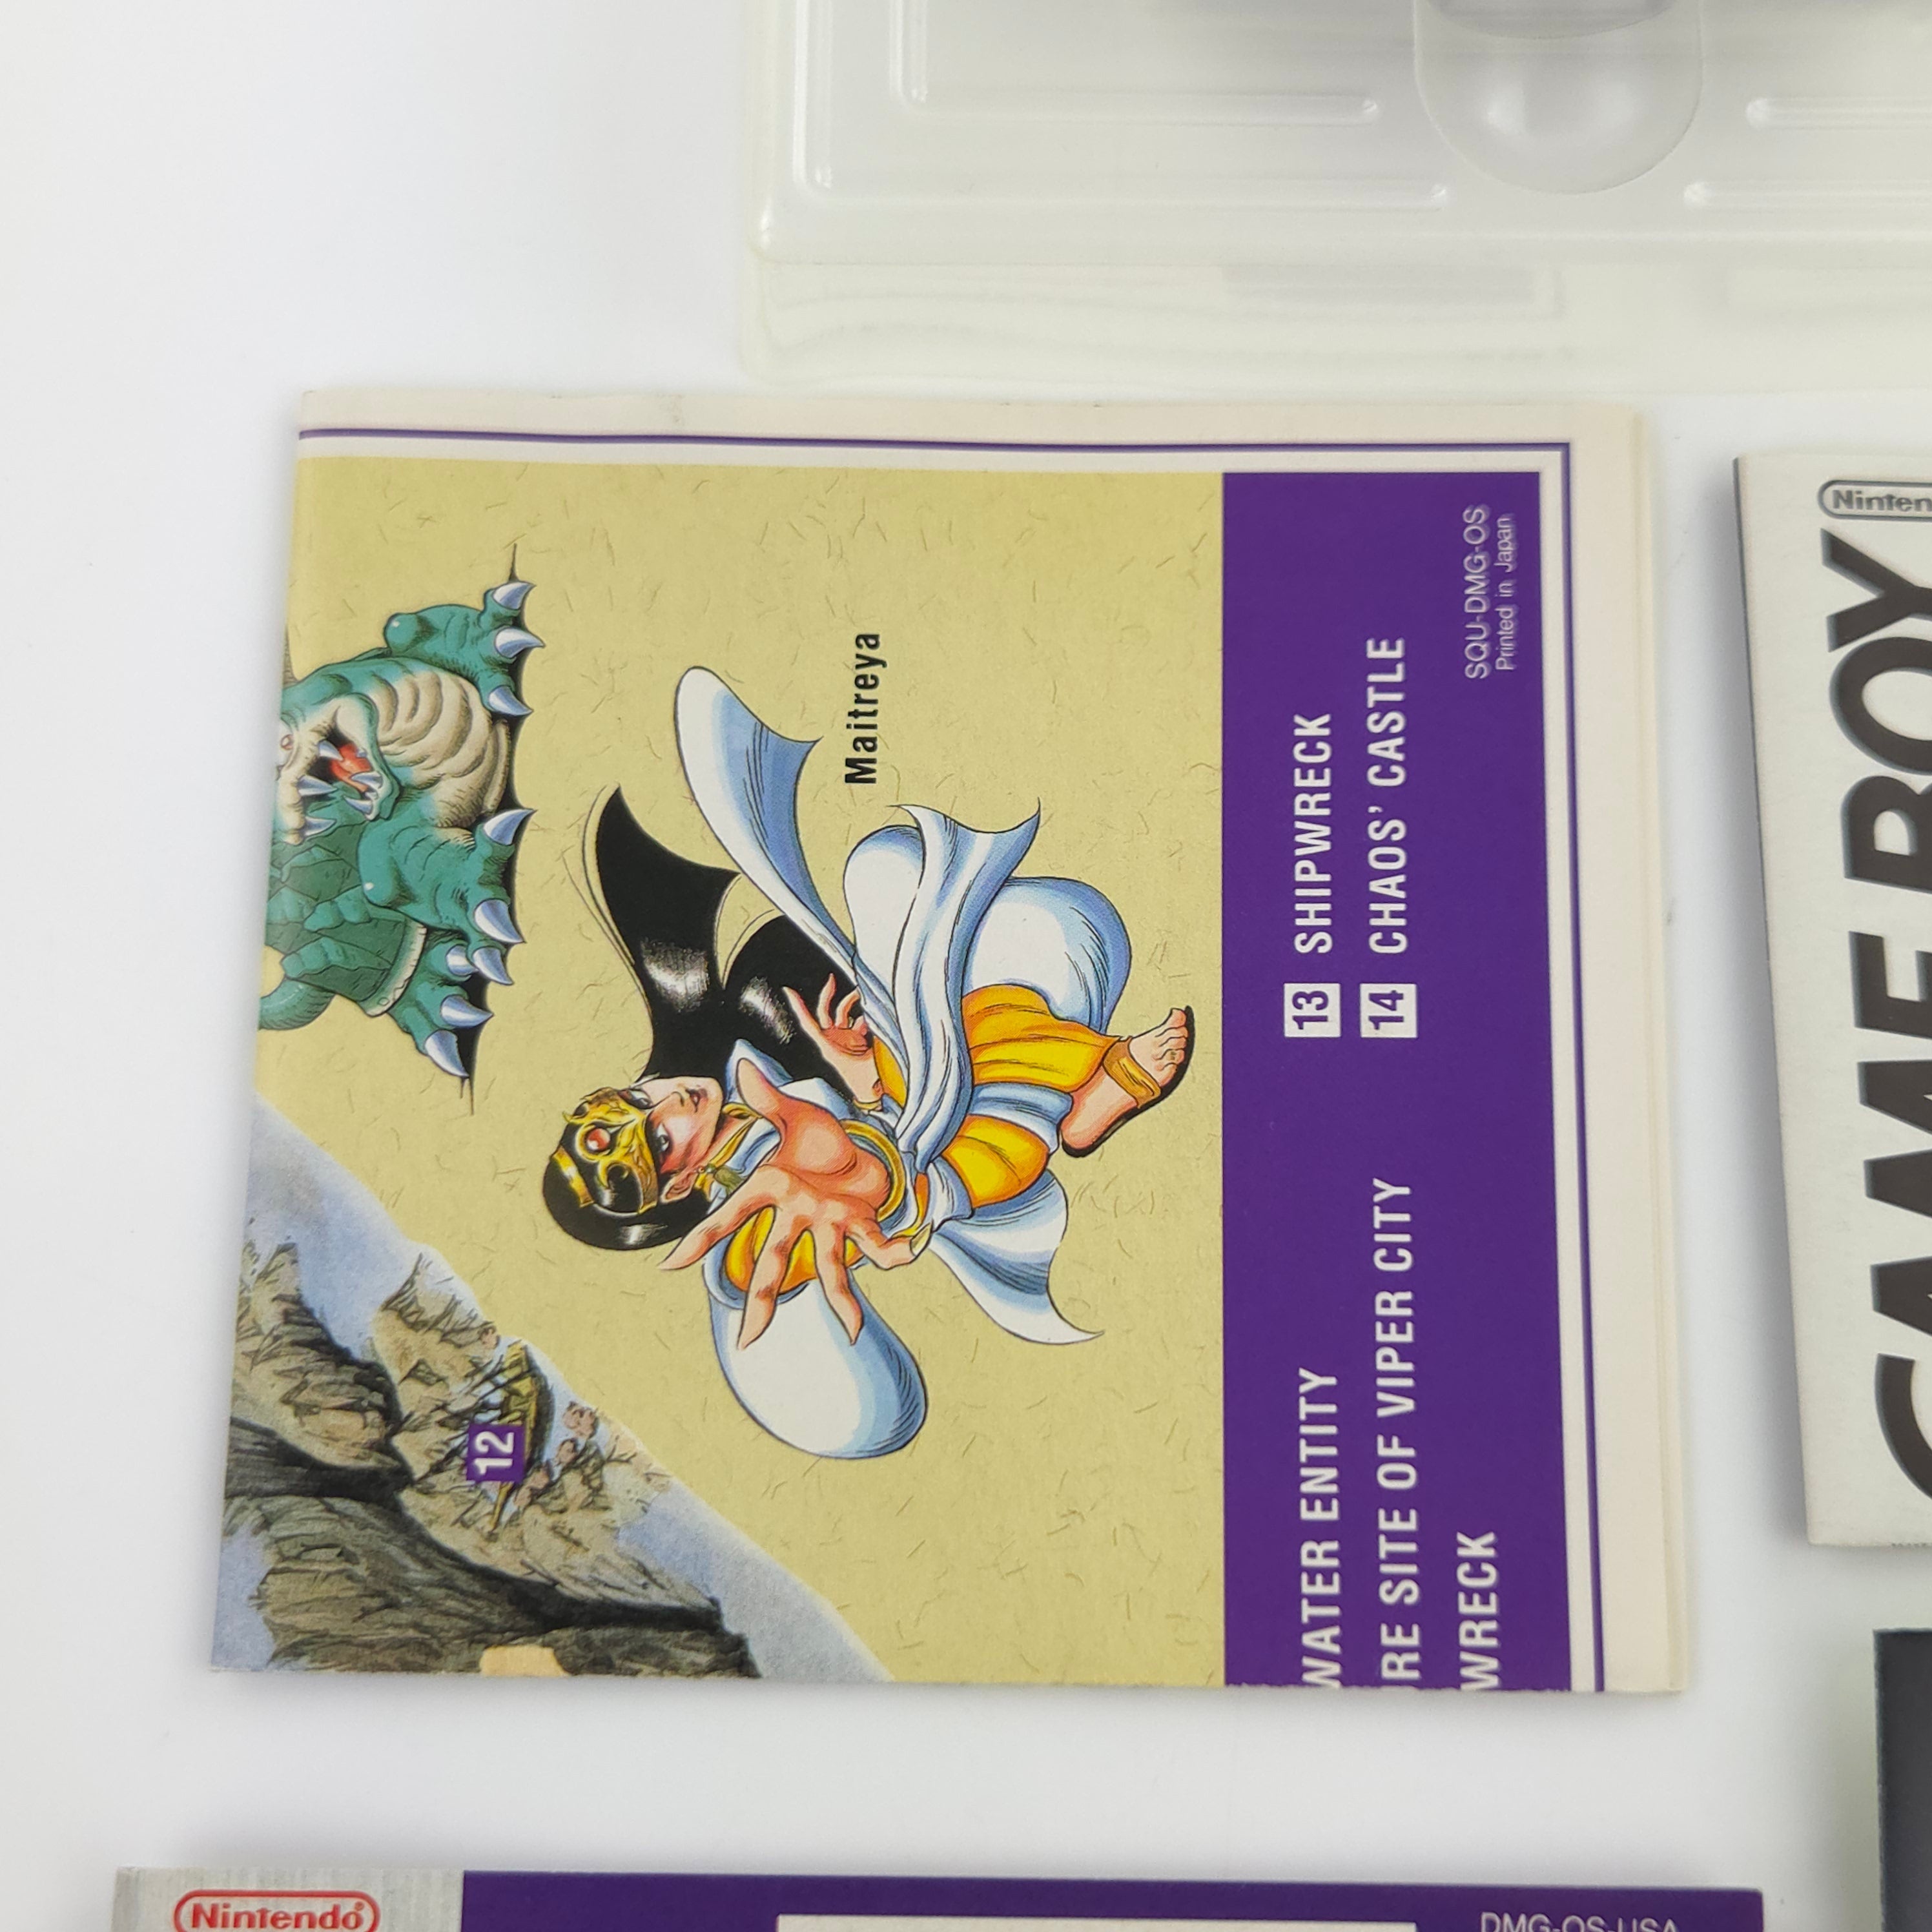 Maitreya
12
WATER ENTITY
RE SITE OF VIPER CITY
WRECK
13 SHIPWRECK
14 CHAOS' CASTLE
SQU-DMG-OS
Printed in Japan
Ninten
GAME BOY
Nintendo®
DMG-OS-USA